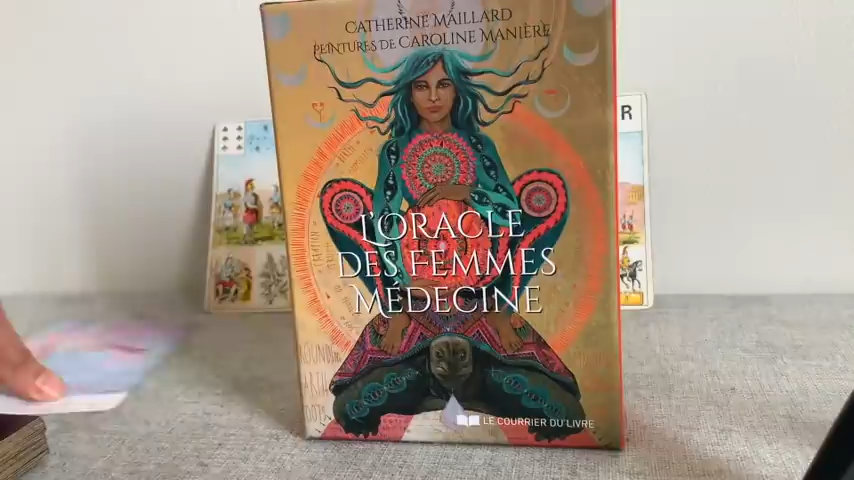 CATHERINE MAILLARD
PEINTURES DE CAROLINE MANIÈRE
R
L'ORACLE
DES FEMMES
MÉDECINE
LE COURRIER DU LIVRE